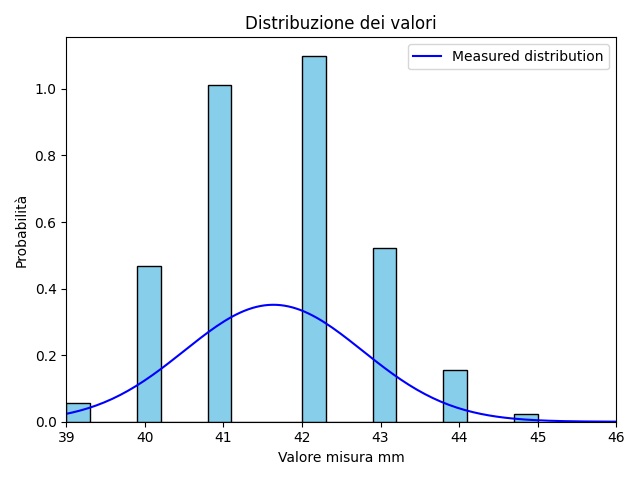 Distribuzione dei valori
Measured distribution
Probabilità
1.0
0.8
0.6
0.4
0.2
0.0
39 40 41 42 43 44 45 46
Valore misura mm